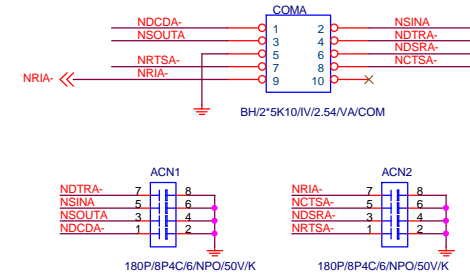 COMA
NDCDA- 1 2 NSINA
NSOUTA 3 4 NDTRA-
5 6 NDSRA-
NRTSA- 7 8 NCTSA-
NRIA- NRIA- 9 10
BH/2*5K10/IV/2.54/VA/COM
ACN1
NDTRA- 7 8
NSINA 5 6
NSOUTA 3 4
NDCDA- 1 2
180P/8P4C/6/NPO/50V/K
ACN2
NRIA- 7 8
NCTSA- 5 6
NDSRA- 3 4
NRTSA- 1 2
180P/8P4C/6/NPO/50V/K